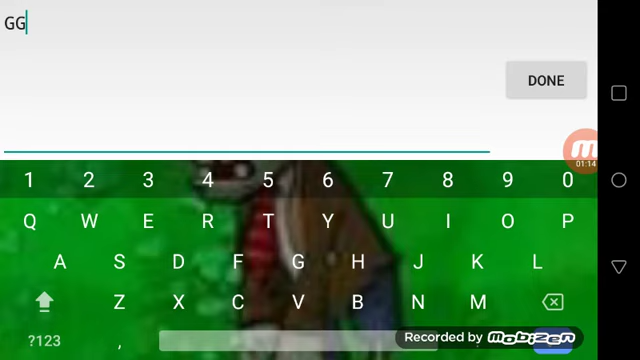 GG
DONE
01:14
1 2 3 4 5 6 7 8 9 0
Q W E R T Y U I O P
A S D F G H J K L
Z X C V B N M
?123 ,
Recorded by mobizen